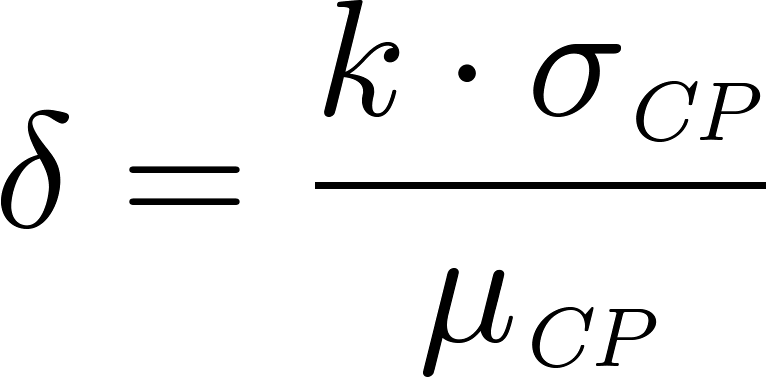 δ = k · σ_CP / μ_CP